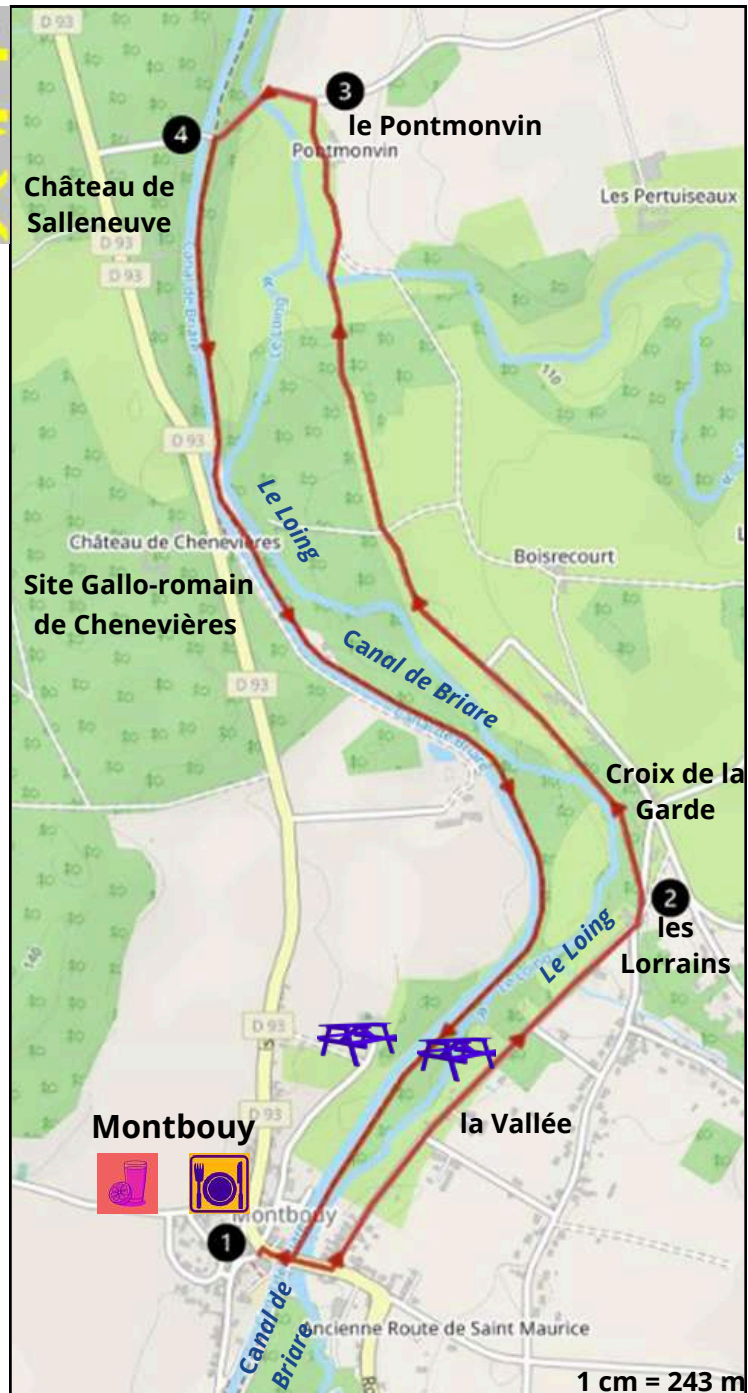 D 93
3
le Pontmonvin
4
Pontmonvin
Château de
Salleneuve
Les Pertuiseaux
D 93
D 93
Canal de Briare
Le Loing
110
D 93
Le Loing
Château de Chenevières
Boisrecourt
Site Gallo-romain
de Chenevières
Canal de Briare
D 93
Canal de Briare
Croix de la
Garde
2
les
Lorrains
Le Loing
140
D 93
D 93
Montbouy
la Vallée
Montbouy
1
Canal de
Briare
Ancienne Route de Saint Maurice
1 cm = 243 m